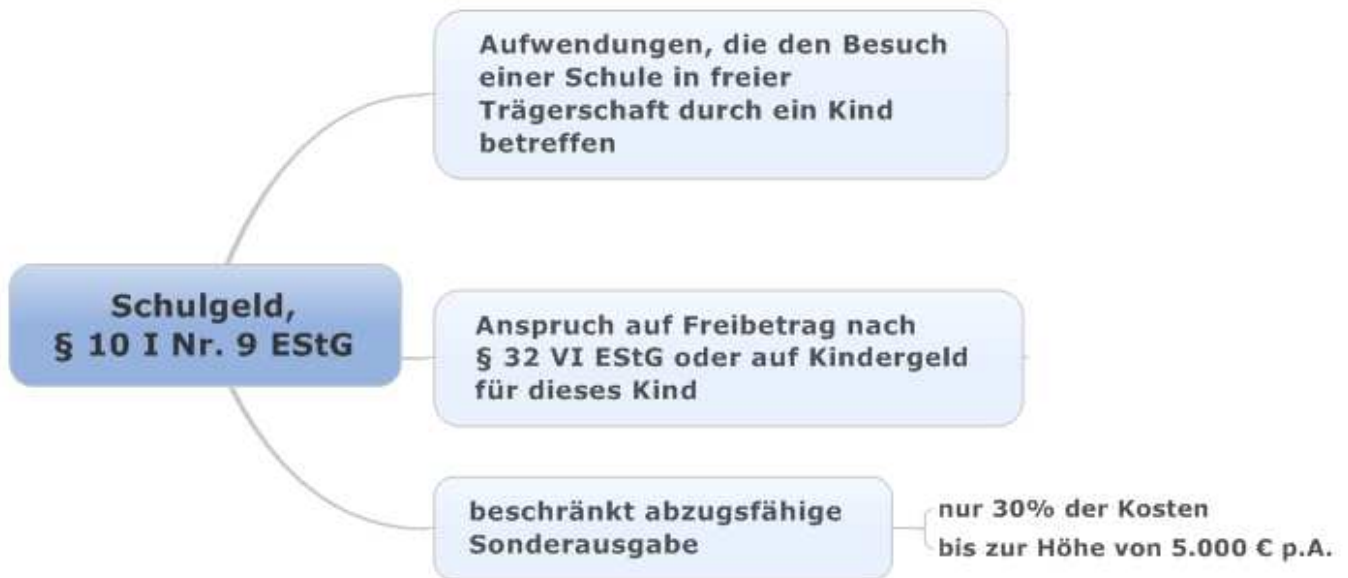 Aufwendungen, die den Besuch
einer Schule in freier
Trägerschaft durch ein Kind
betreffen
Schulgeld,
§ 10 I Nr. 9 EStG
Anspruch auf Freibetrag nach
§ 32 VI EStG oder auf Kindergeld
für dieses Kind
beschränkt abzugsfähige
Sonderausgabe
nur 30% der Kosten
bis zur Höhe von 5.000 € p.A.